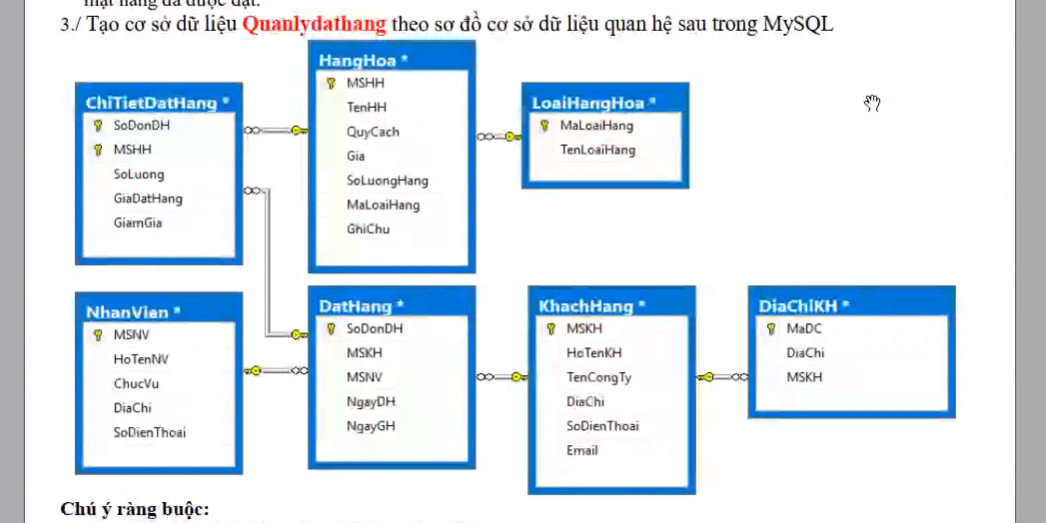 mặt hàng đã được đặt.
3./ Tạo cơ sở dữ liệu Quanlydathang theo sơ đồ cơ sở dữ liệu quan hệ sau trong MySQL
HangHoa *
MSHH
TenHH
QuyCach
Gia
SoLuongHang
MaLoaiHang
GhiChu
ChiTietDatHang *
SoDonDH
MSHH
SoLuong
GiaDatHang
GiamGia
LoaiHangHoa *
MaLoaiHang
TenLoaiHang
NhanVien *
MSNV
HoTenNV
ChucVu
DiaChi
SoDienThoai
DatHang *
SoDonDH
MSKH
MSNV
NgayDH
NgayGH
KhachHang *
MSKH
HoTenKH
TenCongTy
DiaChi
SoDienThoai
Email
DiaChiKH *
MaDC
DiaChi
MSKH
Chú ý ràng buộc: